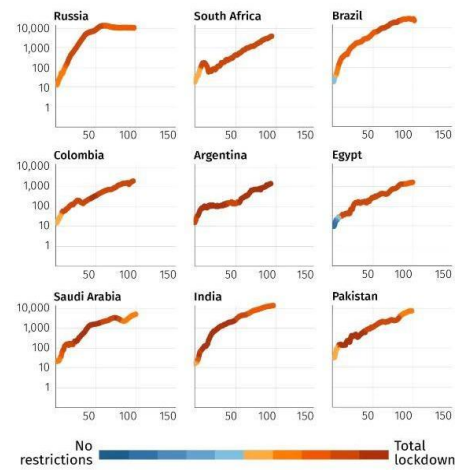 Russia South Africa Brazil
10,000
1,000
100
10
1
50 100 150 50 100 150 50 100 150
Colombia Argentina Egypt
10,000
1,000
100
10
1
50 100 150 50 100 150 50 100 150
Saudi Arabia India Pakistan
10,000
1,000
100
10
1
50 100 150 50 100 150 50 100 150
No restrictions
Total lockdown